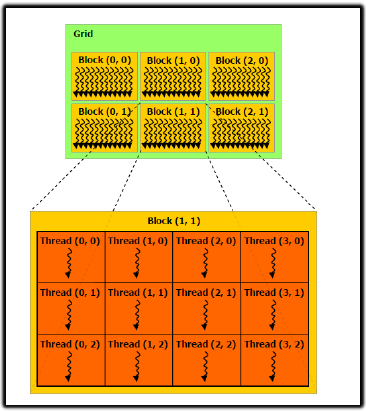 Grid
Block (0, 0) Block (1, 0) Block (2, 0)
Block (0, 1) Block (1, 1) Block (2, 1)
Block (1, 1)
Thread (0, 0) Thread (1, 0) Thread (2, 0) Thread (3, 0)
Thread (0, 1) Thread (1, 1) Thread (2, 1) Thread (3, 1)
Thread (0, 2) Thread (1, 2) Thread (2, 2) Thread (3, 2)